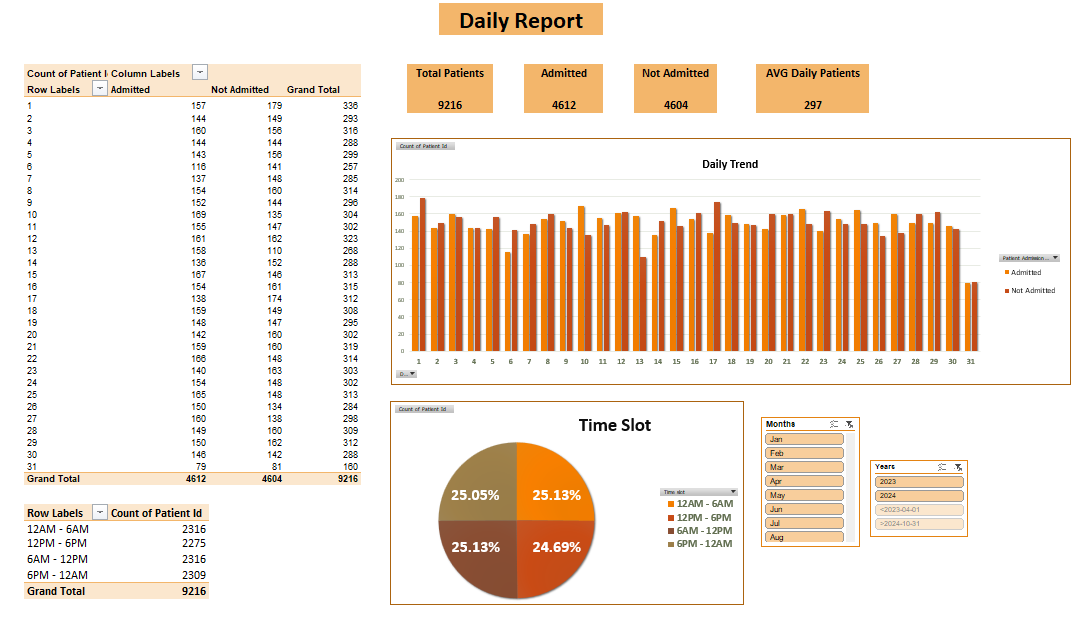 Daily Report
Count of Patient I Column Labels
Row Labels Admitted Not Admitted Grand Total
1 157 179 336
2 144 149 293
3 160 156 316
4 144 144 288
5 143 156 299
6 116 141 257
7 137 148 285
8 154 160 314
9 152 144 296
10 169 135 304
11 155 147 302
12 161 162 323
13 158 110 268
14 136 152 288
15 167 146 313
16 154 161 315
17 138 174 312
18 159 149 308
19 148 147 295
20 142 160 302
21 159 160 319
22 166 148 314
23 140 163 303
24 154 148 302
25 165 148 313
26 150 134 284
27 160 138 298
28 149 160 309
29 150 162 312
30 146 142 288
31 79 81 160
Grand Total 4612 4604 9216
Row Labels Count of Patient Id
12AM - 6AM 2316
12PM - 6PM 2275
6AM - 12PM 2316
6PM - 12AM 2309
Grand Total 9216
Total Patients
9216
Admitted
4612
Not Admitted
4604
AVG Daily Patients
297
Count of Patient Id
Daily Trend
200
180
160
140
120
100
80
60
40
20
0
1 2 3 4 5 6 7 8 9 10 11 12 13 14 15 16 17 18 19 20 21 22 23 24 25 26 27 28 29 30 31
D...
Patient Admission...
Admitted
Not Admitted
Count of Patient Id
Time Slot
25.05% 25.13%
25.13% 24.69%
Time slot
12AM - 6AM
12PM - 6PM
6AM - 12PM
6PM - 12AM
Months
Jan
Feb
Mar
Apr
May
Jun
Jul
Aug
Years
2023
2024
<2023-04-01
>2024-10-31